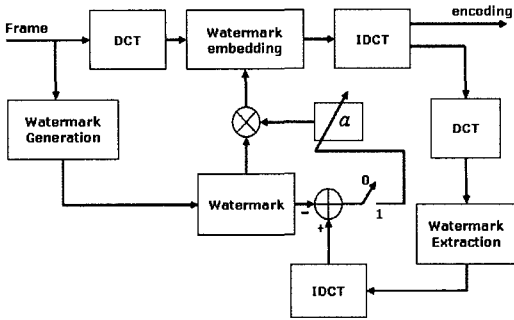 Frame
encoding
DCT
Watermark
embedding
IDCT
Watermark
Generation
α
DCT
Watermark
0
1
−
+
Watermark
Extraction
IDCT